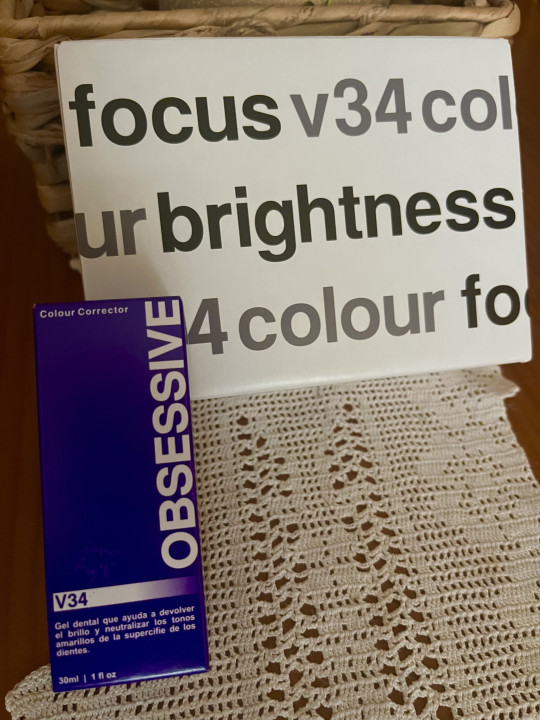 focus v34 col
ur brightness
4 colour fo
Colour Corrector
OBSESSIVE
V34
Gel dental que ayuda a devolver
el brillo y neutralizar los tonos
amarillos de la supercifie de los
dientes.
30ml | 1 fl oz